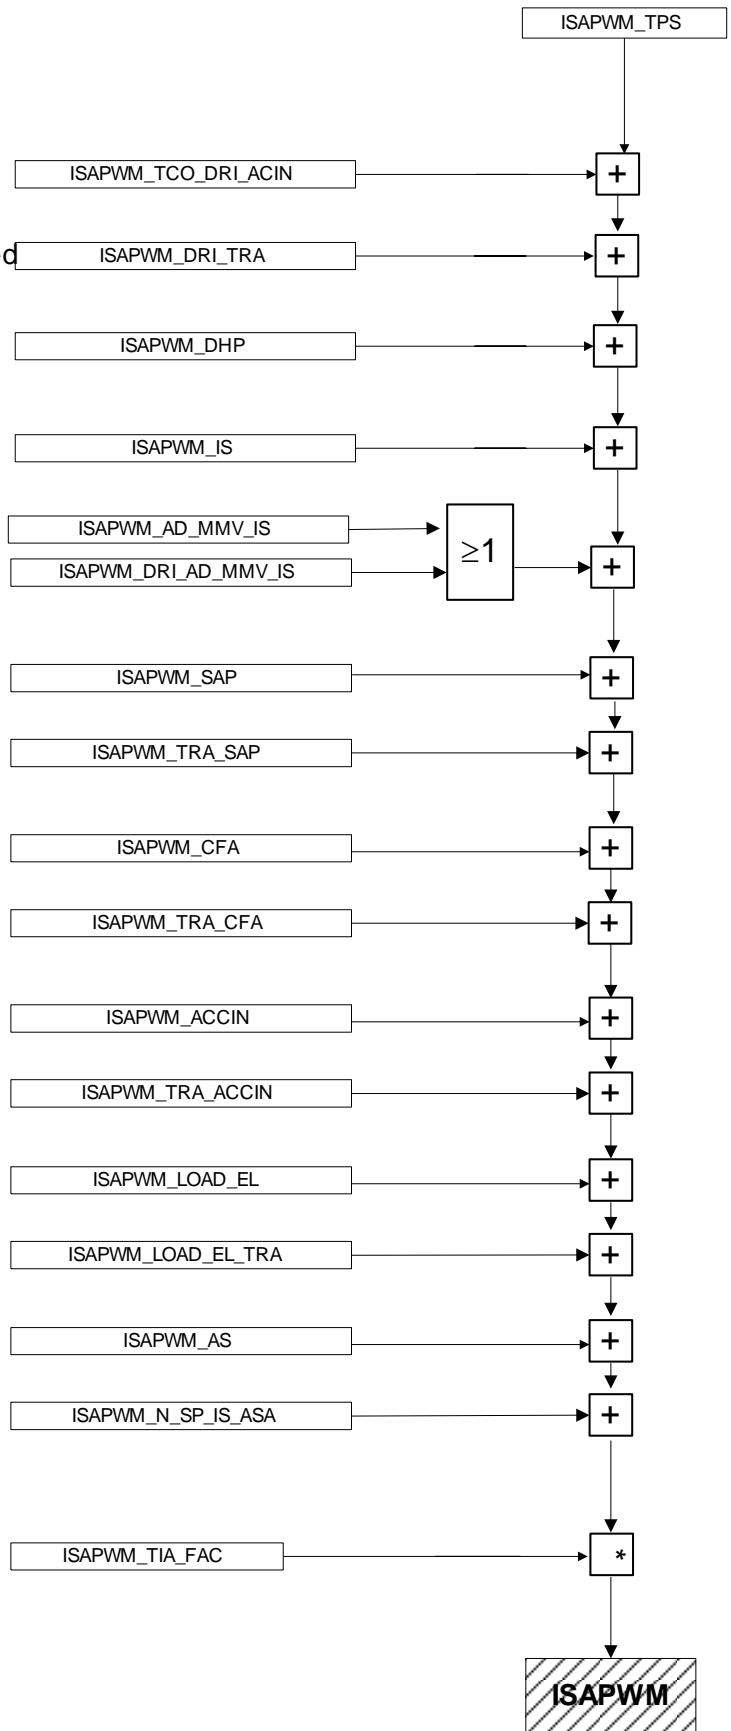 ISAPWM_TPS
ISAPWM_TCO_DRI_ACIN
+
ed ISAPWM_DRI_TRA
+
ISAPWM_DHP
+
ISAPWM_IS
+
ISAPWM_AD_MMV_IS
≥1
ISAPWM_DRI_AD_MMV_IS
+
ISAPWM_SAP
+
ISAPWM_TRA_SAP
+
ISAPWM_CFA
+
ISAPWM_TRA_CFA
+
ISAPWM_ACCIN
+
ISAPWM_TRA_ACCIN
+
ISAPWM_LOAD_EL
+
ISAPWM_LOAD_EL_TRA
+
ISAPWM_AS
+
ISAPWM_N_SP_IS_ASA
+
ISAPWM_TIA_FAC
*
ISAPWM